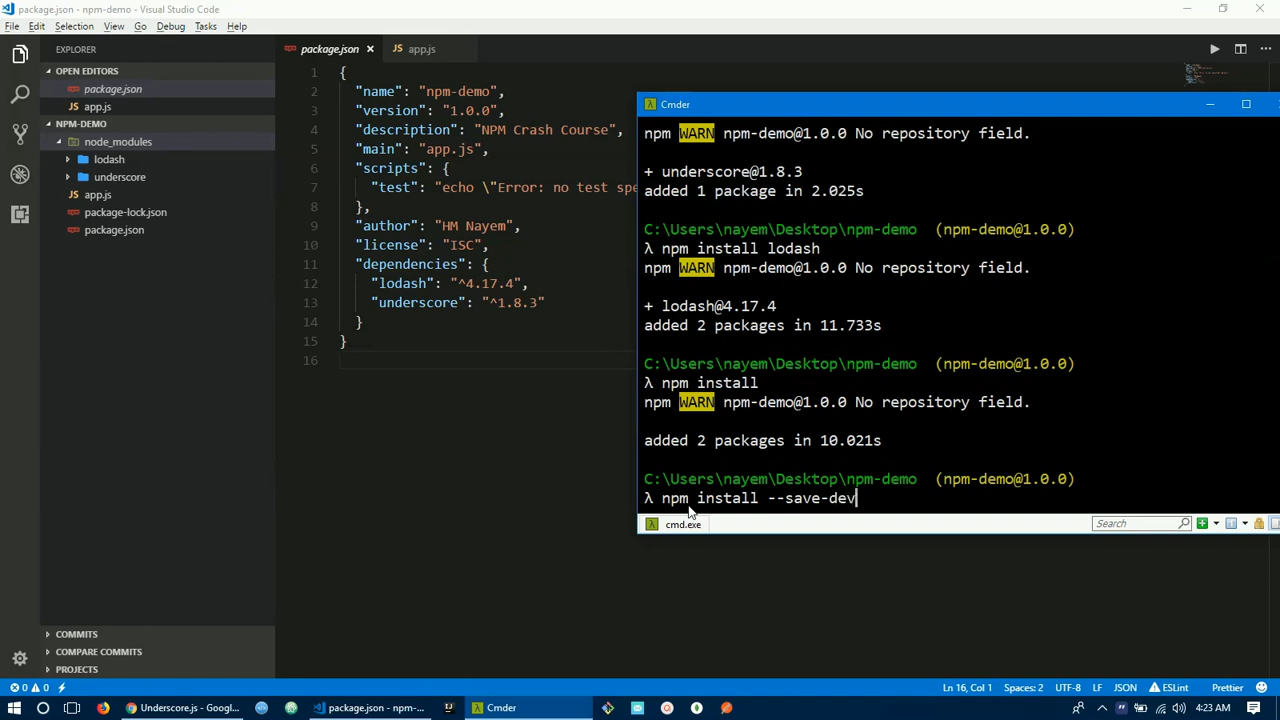 package.json - npm-demo - Visual Studio Code
File Edit Selection View Go Debug Tasks Help
EXPLORER
OPEN EDITORS
package.json
app.js
NPM-DEMO
node_modules
lodash
underscore
app.js
package-lock.json
package.json
COMMITS
COMPARE COMMITS
PROJECTS
package.json
app.js
1 {
2 "name": "npm-demo",
3 "version": "1.0.0",
4 "description": "NPM Crash Course",
5 "main": "app.js",
6 "scripts": {
7 "test": "echo \"Error: no test spe
8 },
9 "author": "HM Nayem",
10 "license": "ISC",
11 "dependencies": {
12 "lodash": "^4.17.4",
13 "underscore": "^1.8.3"
14 }
15 }
16
Cmder
npm WARN npm-demo@1.0.0 No repository field.
+ underscore@1.8.3
added 1 package in 2.025s
C:\Users\nayem\Desktop\npm-demo (npm-demo@1.0.0)
λ npm install lodash
npm WARN npm-demo@1.0.0 No repository field.
+ lodash@4.17.4
added 2 packages in 11.733s
C:\Users\nayem\Desktop\npm-demo (npm-demo@1.0.0)
λ npm install
npm WARN npm-demo@1.0.0 No repository field.
added 2 packages in 10.021s
C:\Users\nayem\Desktop\npm-demo (npm-demo@1.0.0)
λ npm install --save-dev
cmd.exe
Search
0 0
Ln 16, Col 1 Spaces: 2 UTF-8 LF JSON ESLint Prettier
Underscore.js - Googl...
package.json - npm-...
Cmder
4:23 AM